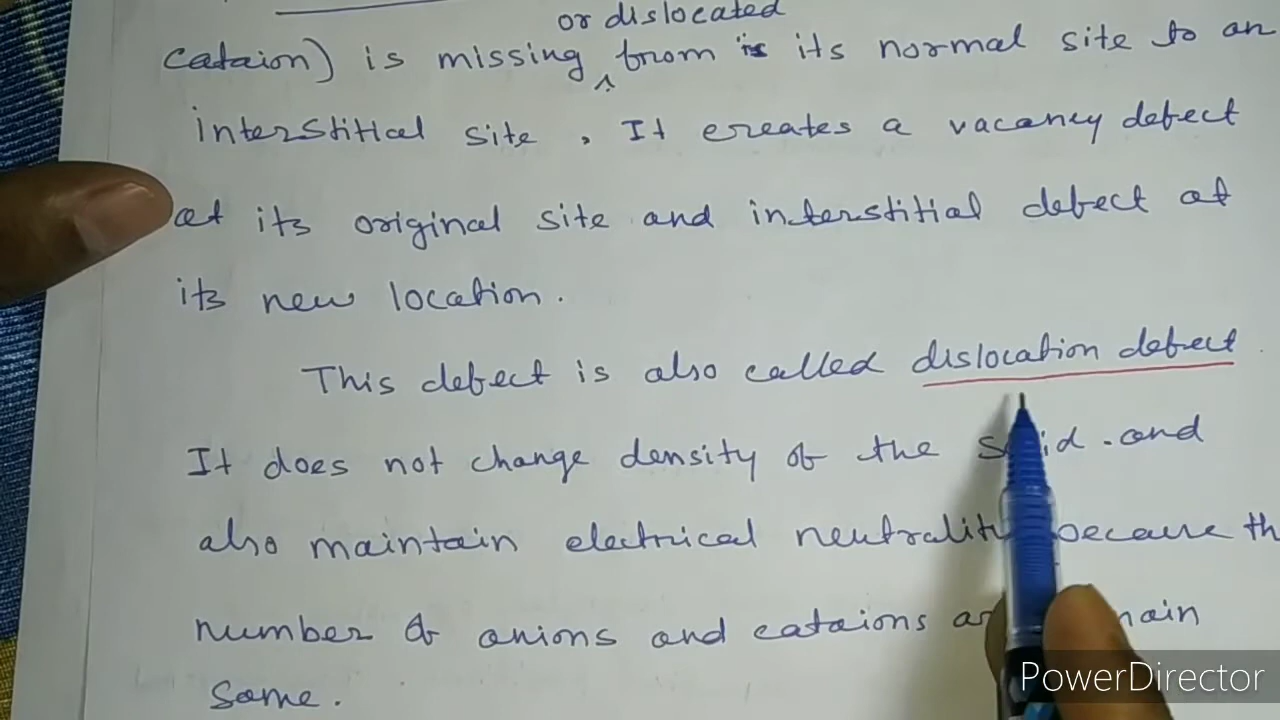 or dislocated
cataion) is missing ^ from is its normal site to an
interstitial site, It creates a vacancy defect
at its original site and interstitial defect at
its new location.
This defect is also called dislocation defect.
It does not change density of the solid. and
also maintain electrical neutrality because th
number of anions and cataions
same.
PowerDirector